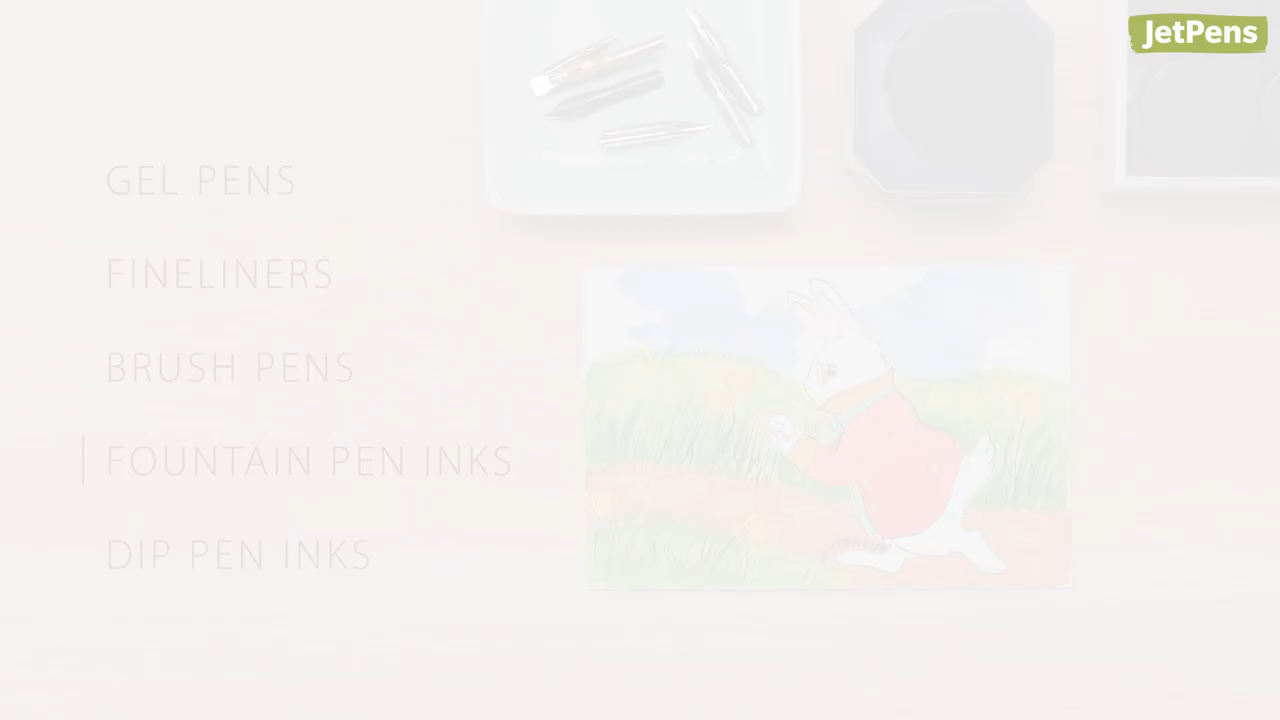 JetPens
GEL PENS
FINELINERS
BRUSH PENS
FOUNTAIN PEN INKS
DIP PEN INKS